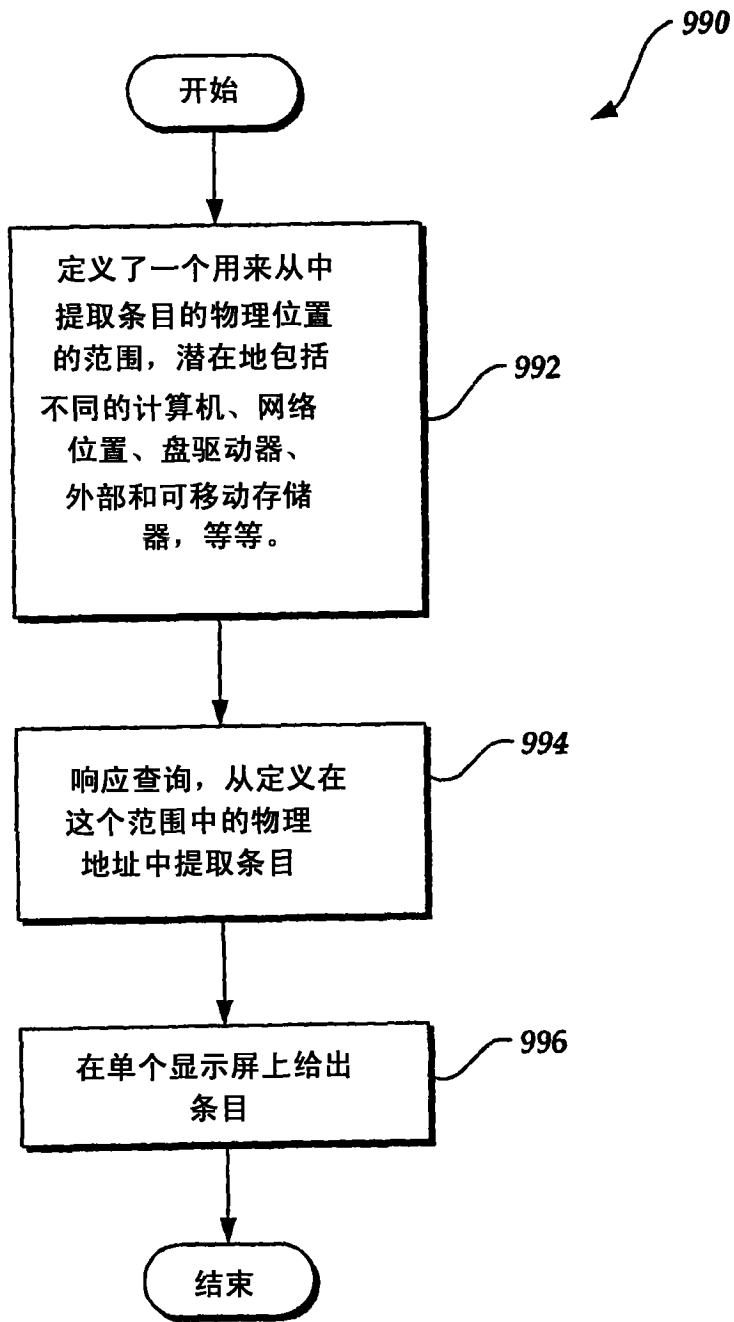 990
开始
定义了一个用来从中
提取条目的物理位置
的范围，潜在地包括
不同的计算机、网络
位置、盘驱动器、
外部和可移动存储
器，等等。
992
响应查询，从定义在
这个范围中的物理
地址中提取条目
994
在单个显示屏上给出
条目
996
结束